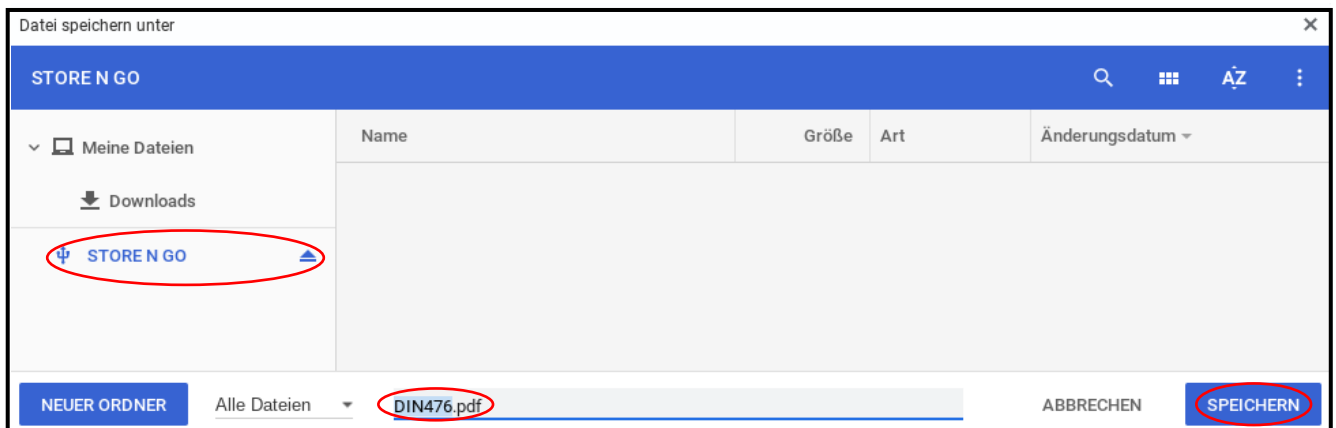 Datei speichern unter
STORE N GO
AZ
Meine Dateien
Downloads
STORE N GO
Name Größe Art Änderungsdatum
NEUER ORDNER Alle Dateien DIN476.pdf ABBRECHEN SPEICHERN